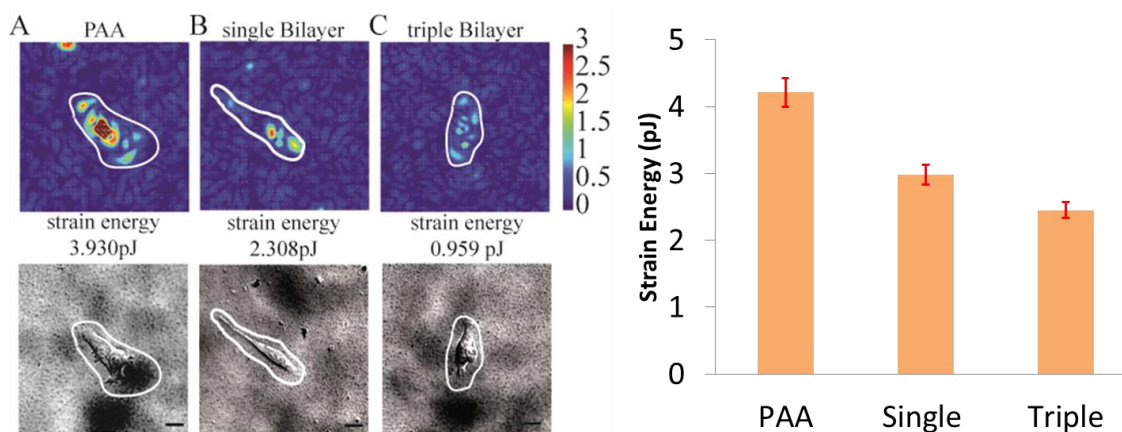 A PAA B single Bilayer C triple Bilayer
3
2.5
2
1.5
1
0.5
0
strain energy strain energy strain energy
3.930pJ 2.308pJ 0.959 pJ
Strain Energy (pJ)
5
4
3
2
1
0
PAA Single Triple